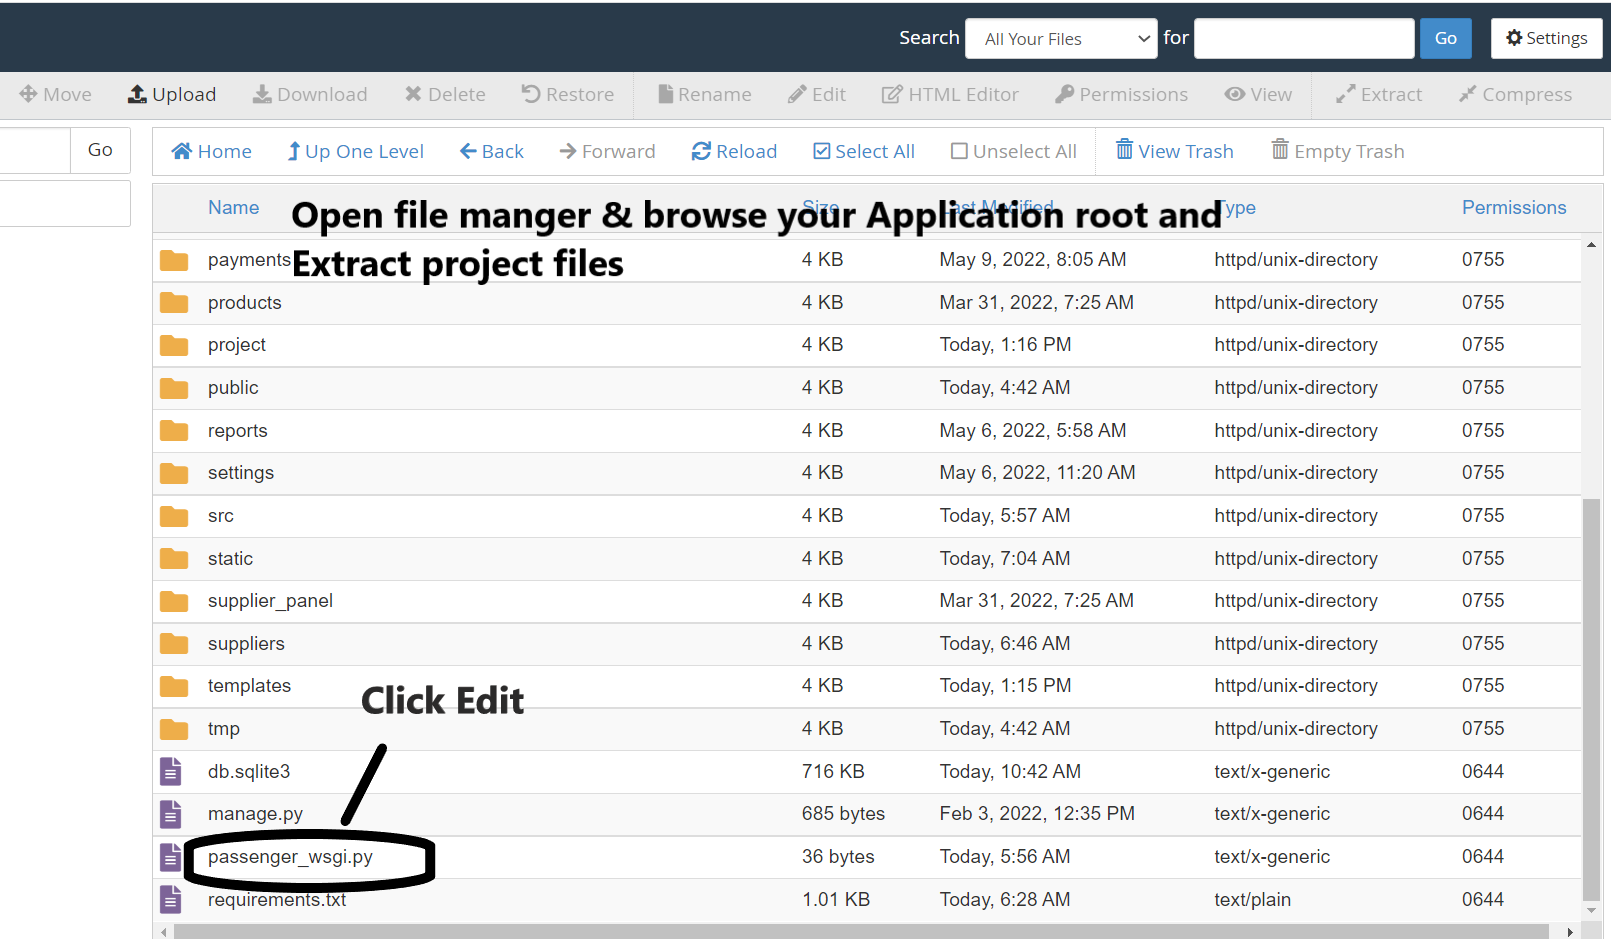 Search All Your Files for Go Settings
Move Upload Download Delete Restore Rename Edit HTML Editor Permissions View Extract Compress
Go Home Up One Level Back Forward Reload Select All Unselect All View Trash Empty Trash
Name Size Last Modified Type Permissions
Open file manger & browse your Application root and
Extract project files
payments 4 KB May 9, 2022, 8:05 AM httpd/unix-directory 0755
products 4 KB Mar 31, 2022, 7:25 AM httpd/unix-directory 0755
project 4 KB Today, 1:16 PM httpd/unix-directory 0755
public 4 KB Today, 4:42 AM httpd/unix-directory 0755
reports 4 KB May 6, 2022, 5:58 AM httpd/unix-directory 0755
settings 4 KB May 6, 2022, 11:20 AM httpd/unix-directory 0755
src 4 KB Today, 5:57 AM httpd/unix-directory 0755
static 4 KB Today, 7:04 AM httpd/unix-directory 0755
supplier_panel 4 KB Mar 31, 2022, 7:25 AM httpd/unix-directory 0755
suppliers 4 KB Today, 6:46 AM httpd/unix-directory 0755
templates 4 KB Today, 1:15 PM httpd/unix-directory 0755
Click Edit
tmp 4 KB Today, 4:42 AM httpd/unix-directory 0755
db.sqlite3 716 KB Today, 10:42 AM text/x-generic 0644
manage.py 685 bytes Feb 3, 2022, 12:35 PM text/x-generic 0644
passenger_wsgi.py 36 bytes Today, 5:56 AM text/x-generic 0644
requirements.txt 1.01 KB Today, 6:28 AM text/plain 0644